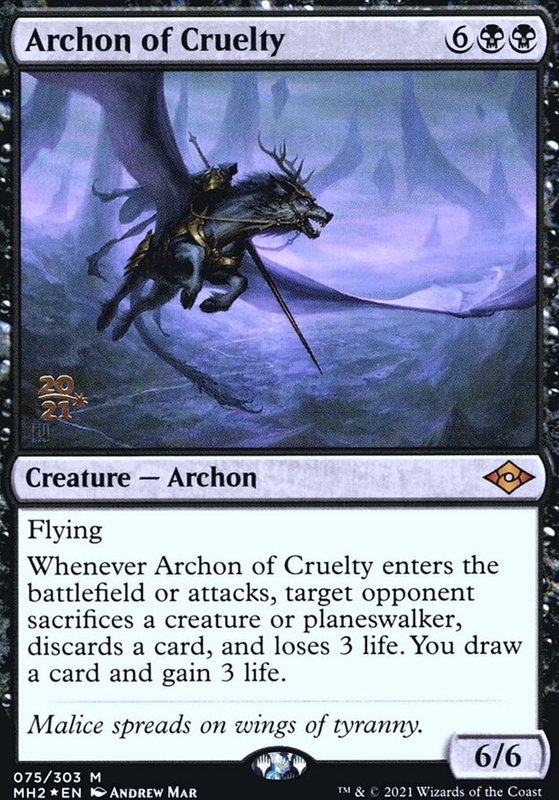 Archon of Cruelty 6
20
21
Creature — Archon
Flying
Whenever Archon of Cruelty enters the
battlefield or attacks, target opponent
sacrifices a creature or planeswalker,
discards a card, and loses 3 life. You draw
a card and gain 3 life.
Malice spreads on wings of tyranny.
6/6
075/303 M
MH2 ★ EN Andrew Mar
™ & © 2021 Wizards of the Coast